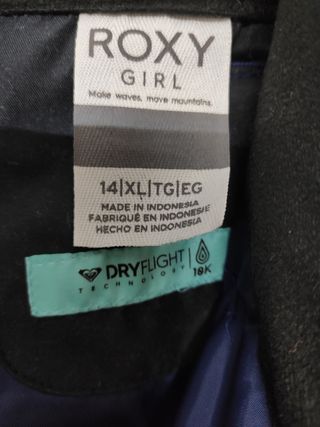 ROXY
GIRL
Make waves, move mountains.
14|XL|TG|EG
MADE IN INDONESIA
FABRIQUÉ EN INDONESIE
HECHO EN INDONESIA
DRYFLIGHT
TECHNOLOGY
10K